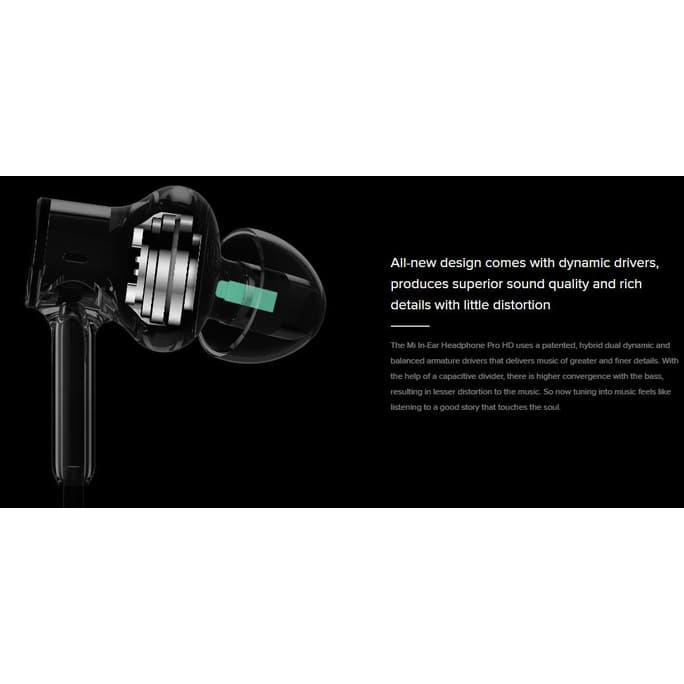 All-new design comes with dynamic drivers,
produces superior sound quality and rich
details with little distortion
The Mi In-Ear Headphone Pro HD uses a patented, hybrid dual dynamic and
balanced armature drivers that delivers music of greater and finer details. With
the help of a capacitive divider, there is higher convergence with the bass,
resulting in lesser distortion to the music. So now tuning into music feels like
listening to a good story that touches the soul.